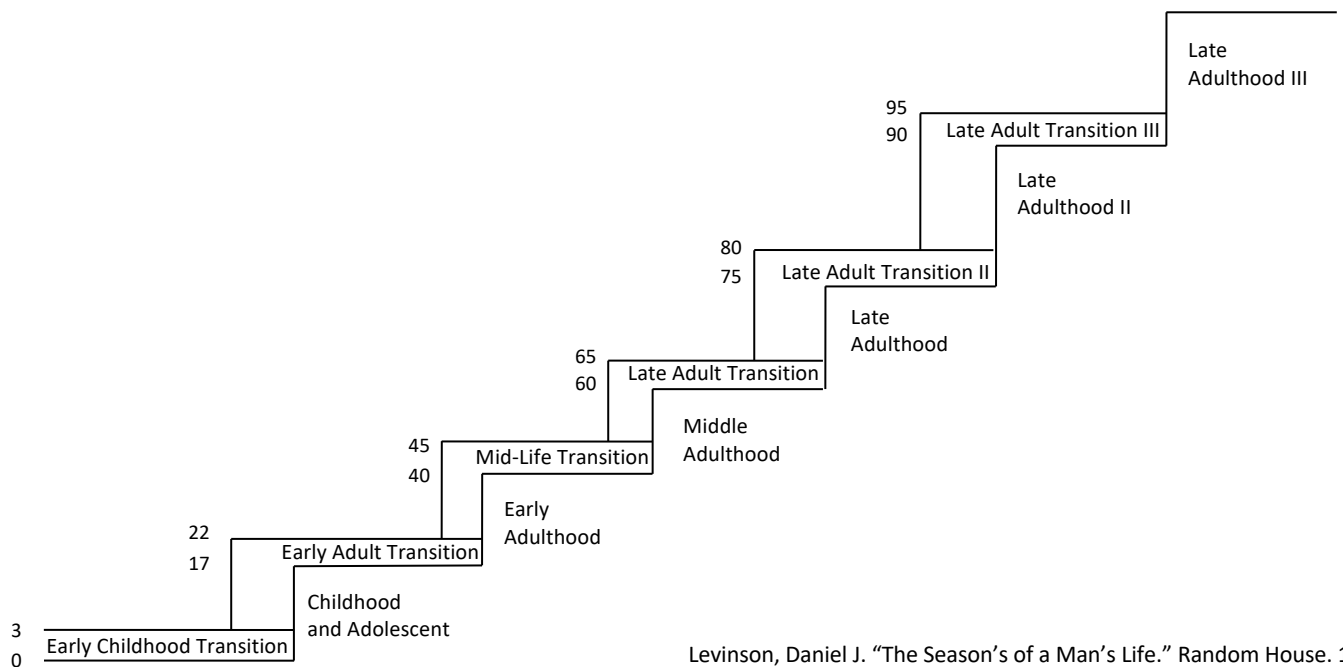 Late
Adulthood III
95
90
Late Adult Transition III
Late
Adulthood II
80
75
Late Adult Transition II
Late
Adulthood
65
60
Late Adult Transition
Middle
Adulthood
45
40
Mid-Life Transition
Early
Adulthood
22
17
Early Adult Transition
Childhood
and Adolescent
3
0
Early Childhood Transition
Levinson, Daniel J. “The Season’s of a Man’s Life.” Random House.